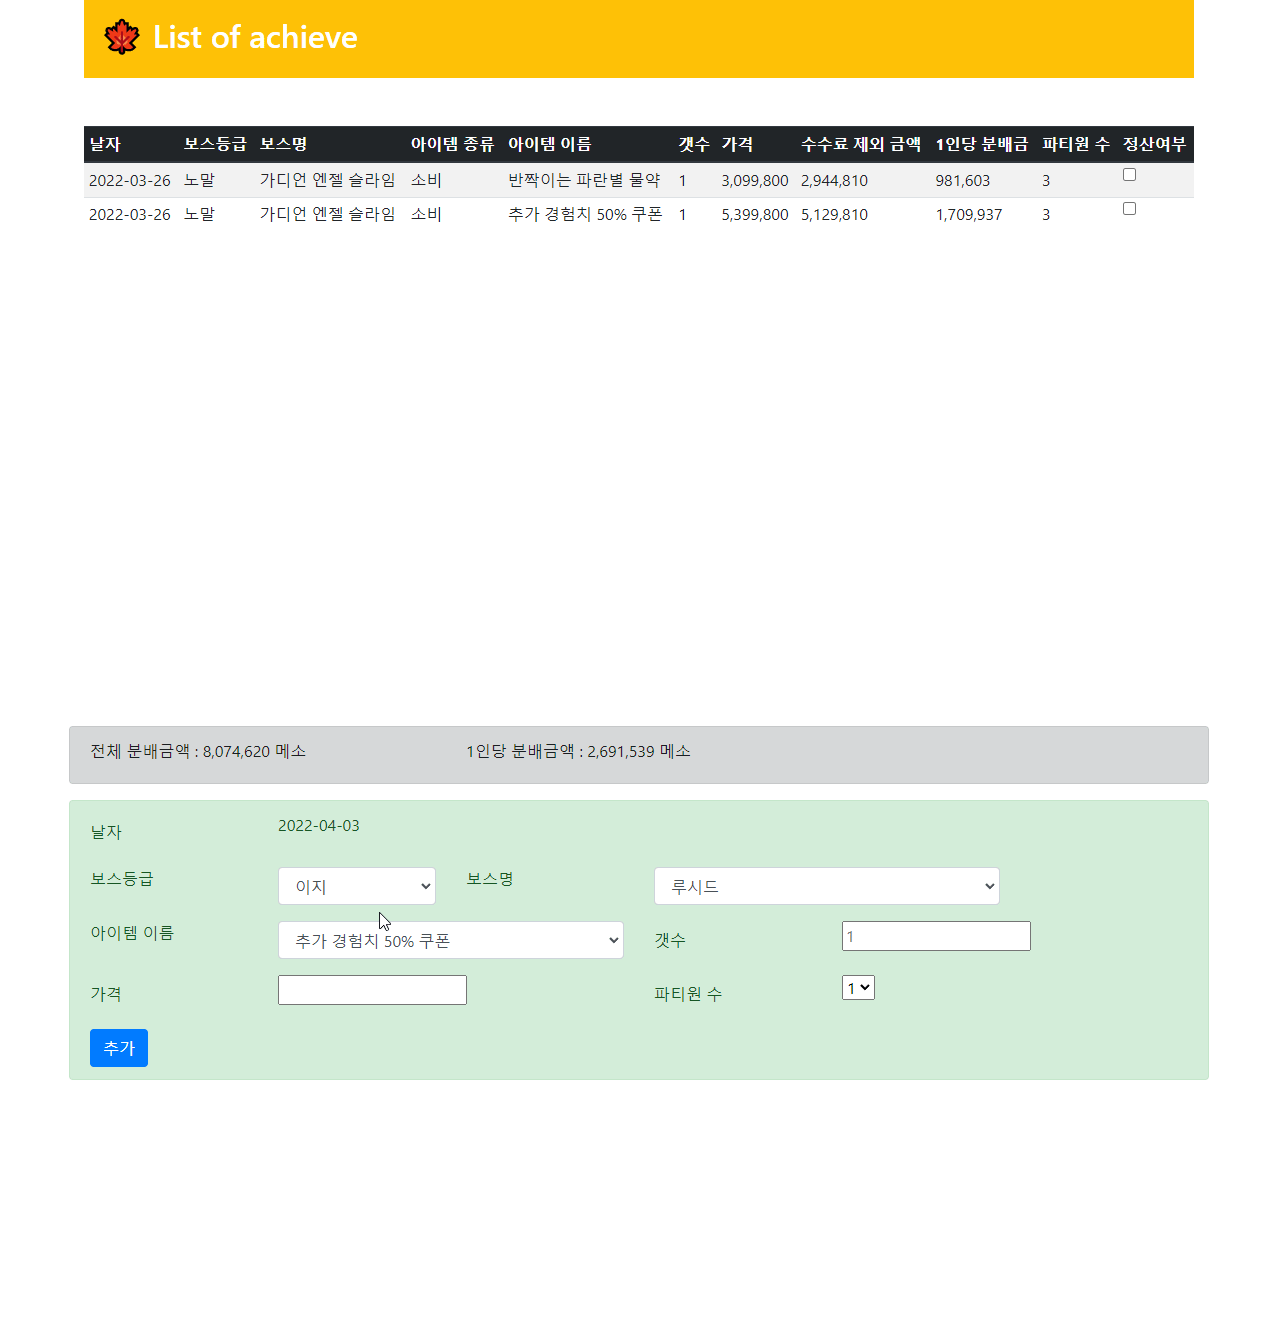 List of achieve
날자 보스등급 보스명 아이템 종류 아이템 이름 갯수 가격 수수료 제외 금액 1인당 분배금 파티원 수 정산여부
2022-03-26 노말 가디언 엔젤 슬라임 소비 반짝이는 파란별 물약 1 3,099,800 2,944,810 981,603 3
2022-03-26 노말 가디언 엔젤 슬라임 소비 추가 경험치 50% 쿠폰 1 5,399,800 5,129,810 1,709,937 3
전체 분배금액 : 8,074,620 메소 1인당 분배금액 : 2,691,539 메소
날자 2022-04-03
보스등급 이지 보스명 루시드
아이템 이름 추가 경험치 50% 쿠폰 갯수 1
가격 파티원 수 1
추가